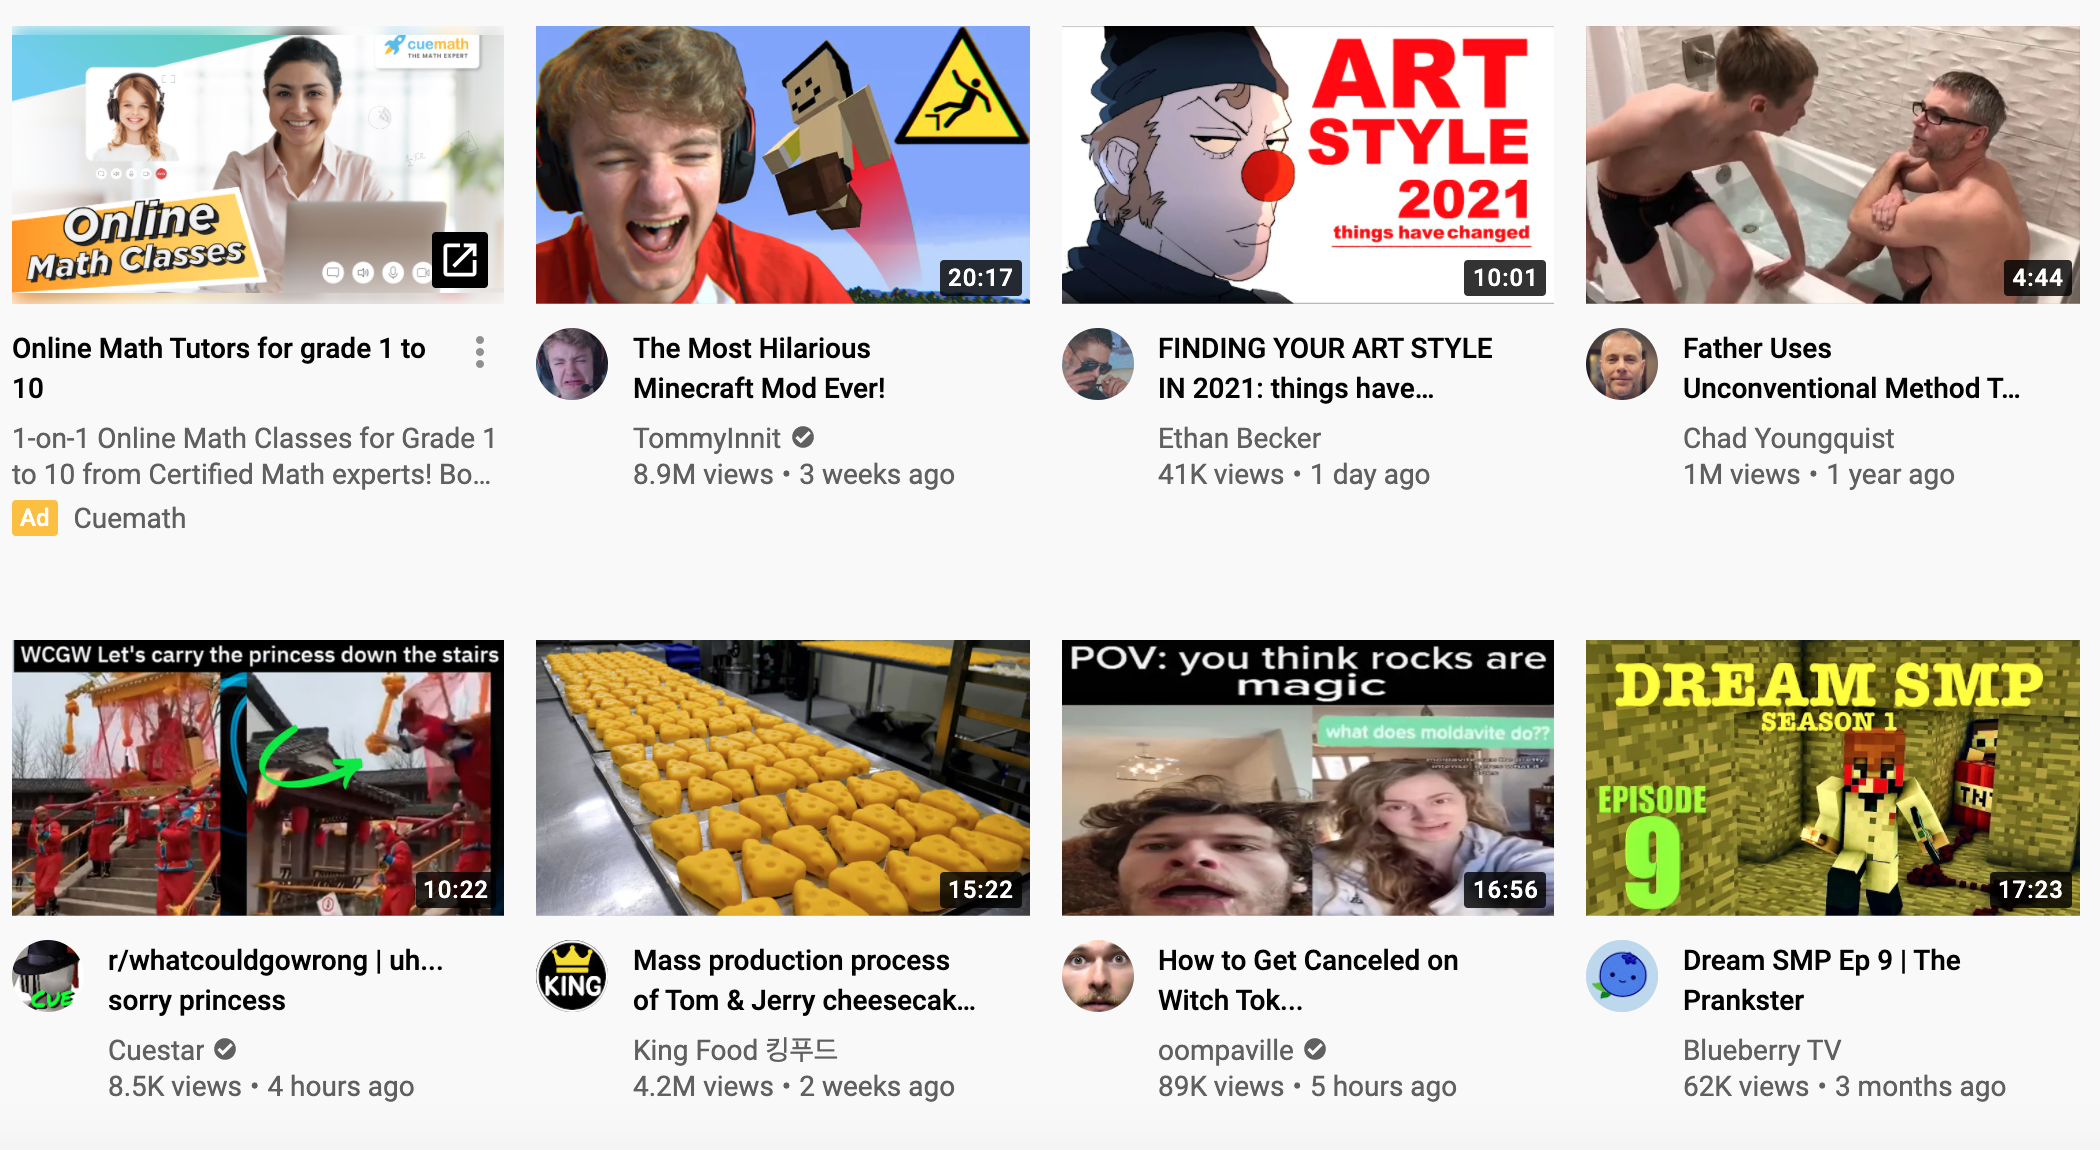 cuemath
THE MATH EXPERT
Online
Math Classes
Online Math Tutors for grade 1 to
10
1-on-1 Online Math Classes for Grade 1
to 10 from Certified Math experts! Bo...
Ad Cuemath
20:17
The Most Hilarious
Minecraft Mod Ever!
TommyInnit
8.9M views • 3 weeks ago
ART
STYLE
2021
things have changed
10:01
FINDING YOUR ART STYLE
IN 2021: things have...
Ethan Becker
41K views • 1 day ago
4:44
Father Uses
Unconventional Method T...
Chad Youngquist
1M views • 1 year ago
WCGW Let's carry the princess down the stairs
10:22
CUE
r/whatcouldgowrong | uh...
sorry princess
Cuestar
8.5K views • 4 hours ago
15:22
KING
Mass production process
of Tom & Jerry cheesecak...
King Food 킹푸드
4.2M views • 2 weeks ago
POV: you think rocks are
magic
what does moldavite do??
16:56
How to Get Canceled on
Witch Tok...
oompaville
89K views • 5 hours ago
DREAM SMP
SEASON 1
EPISODE
9
17:23
Dream SMP Ep 9 | The
Prankster
Blueberry TV
62K views • 3 months ago